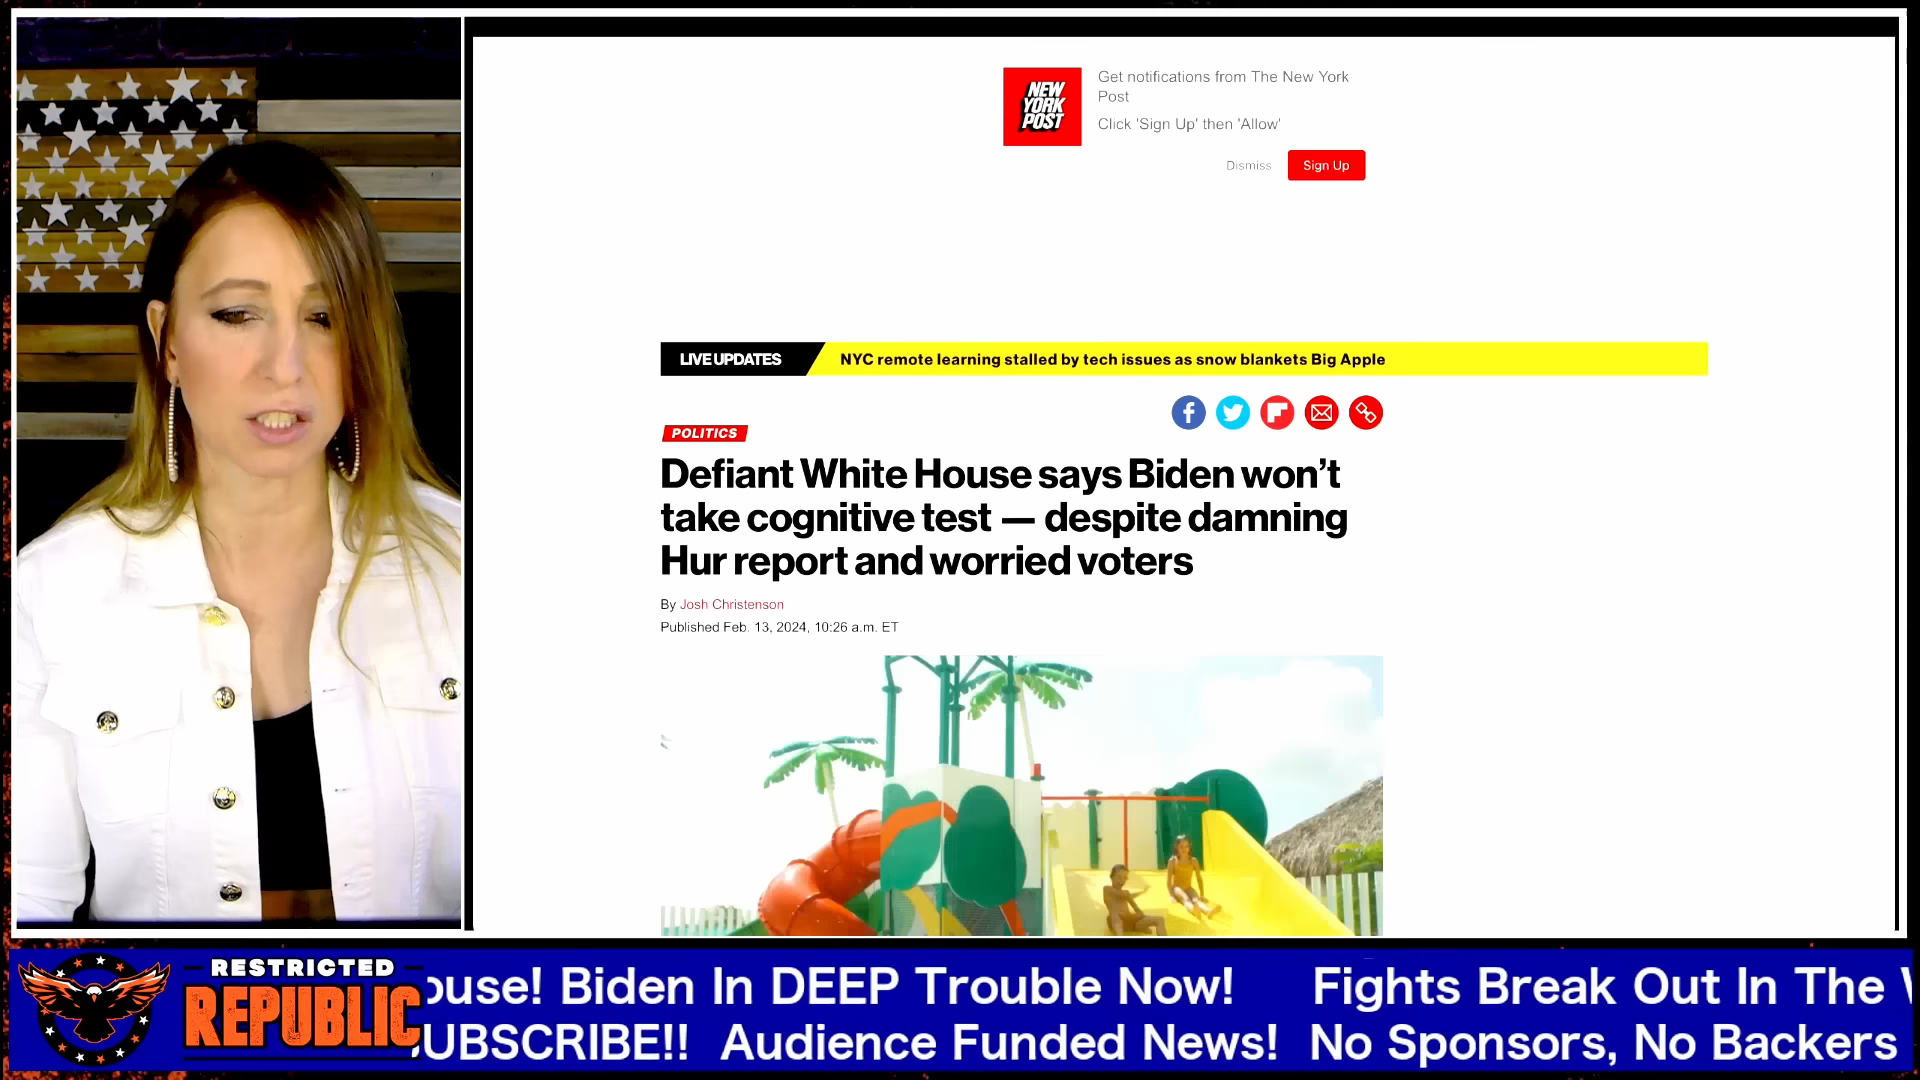 NEW
YORK
POST
Get notifications from The New York
Post
Click 'Sign Up' then 'Allow'
Dismiss
Sign Up
LIVE UPDATES
NYC remote learning stalled by tech issues as snow blankets Big Apple
POLITICS
Defiant White House says Biden won't
take cognitive test — despite damning
Hur report and worried voters
By Josh Christenson
Published Feb. 13, 2024, 10:26 a.m. ET
RESTRICTED
REPUBLIC
ouse! Biden In DEEP Trouble Now! Fights Break Out In The W
UBSCRIBE!! Audience Funded News! No Sponsors, No Backers